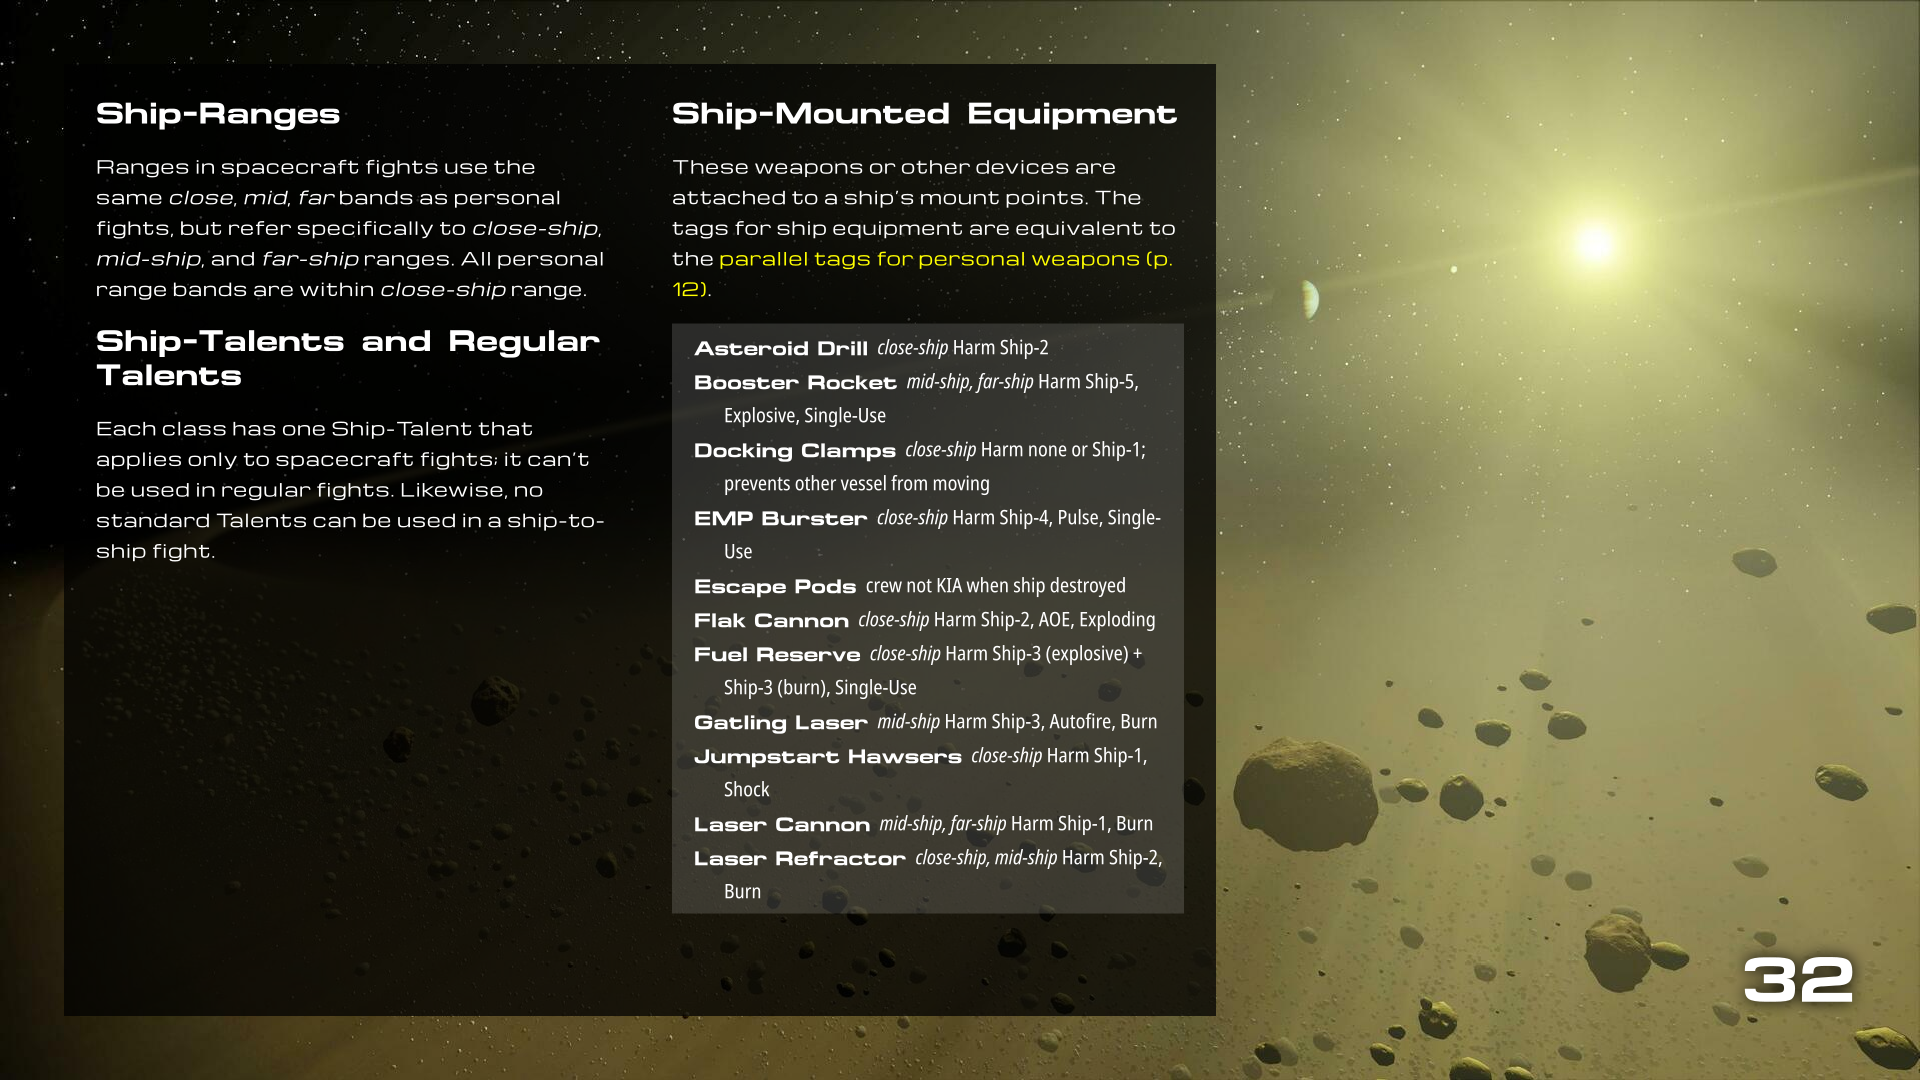 Ship-Ranges
Ranges in spacecraft fights use the
same close, mid, far bands as personal
fights, but refer specifically to close-ship,
mid-ship, and far-ship ranges. All personal
range bands are within close-ship range.
Ship-Talents and Regular
Talents
Each class has one Ship-Talent that
applies only to spacecraft fights; it can't
be used in regular fights. Likewise, no
standard Talents can be used in a ship-to-
ship fight.
Ship-Mounted Equipment
These weapons or other devices are
attached to a ship's mount points. The
tags for ship equipment are equivalent to
the parallel tags for personal weapons (p.
12).
Asteroid Drill close-ship Harm Ship-2
Booster Rocket mid-ship, far-ship Harm Ship-5,
Explosive, Single-Use
Docking Clamps close-ship Harm none or Ship-1;
prevents other vessel from moving
EMP Burster close-ship Harm Ship-4, Pulse, Single-
Use
Escape Pods crew not KIA when ship destroyed
Flak Cannon close-ship Harm Ship-2, AOE, Exploding
Fuel Reserve close-ship Harm Ship-3 (explosive) +
Ship-3 (burn), Single-Use
Gatling Laser mid-ship Harm Ship-3, Autofire, Burn
Jumpstart Hawsers close-ship Harm Ship-1,
Shock
Laser Cannon mid-ship, far-ship Harm Ship-1, Burn
Laser Refractor close-ship, mid-ship Harm Ship-2,
Burn
32